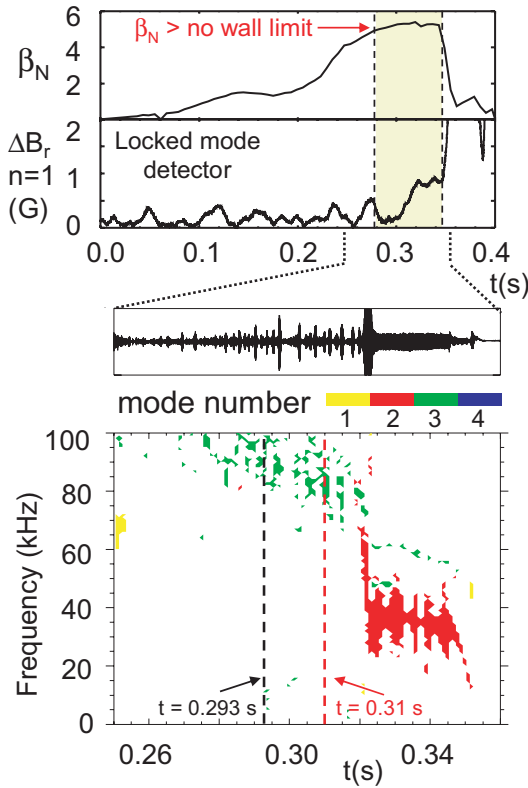 6
β_N > no wall limit
4
β_N
2
0
2
ΔB_r
Locked mode
detector
n=1
1
(G)
0
0.0 0.1 0.2 0.3 0.4
t(s)
mode number
1 2 3 4
100
80
60
40
20
0
Frequency (kHz)
t = 0.293 s
t = 0.31 s
0.26 0.30 0.34
t(s)